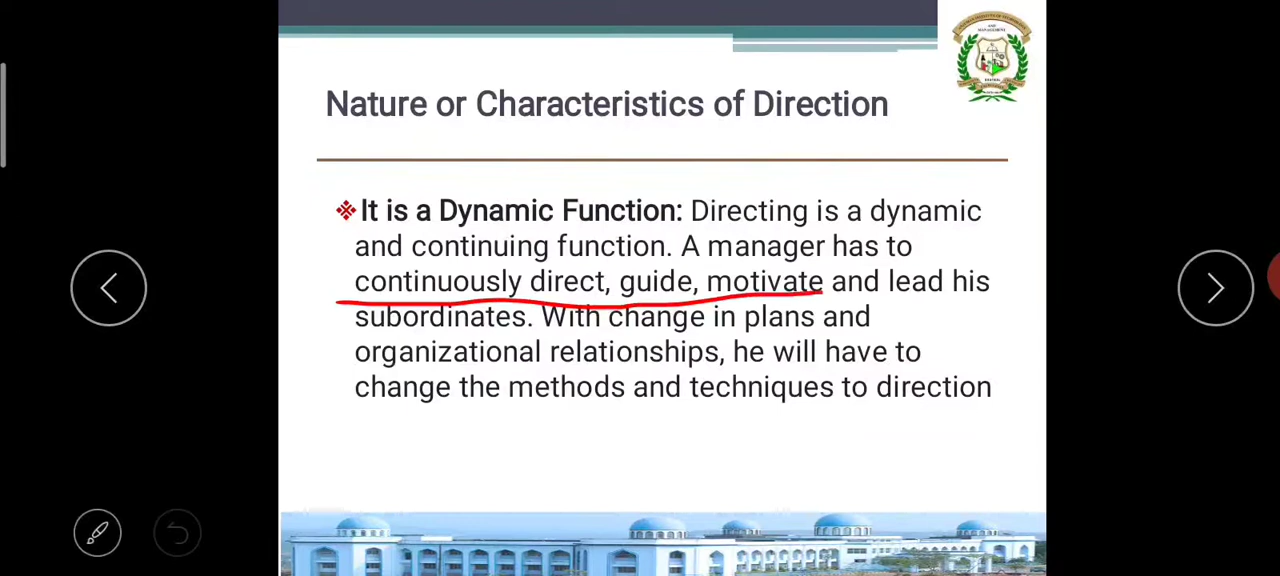 Nature or Characteristics of Direction
It is a Dynamic Function: Directing is a dynamic
and continuing function. A manager has to
continuously direct, guide, motivate and lead his
subordinates. With change in plans and
organizational relationships, he will have to
change the methods and techniques to direction